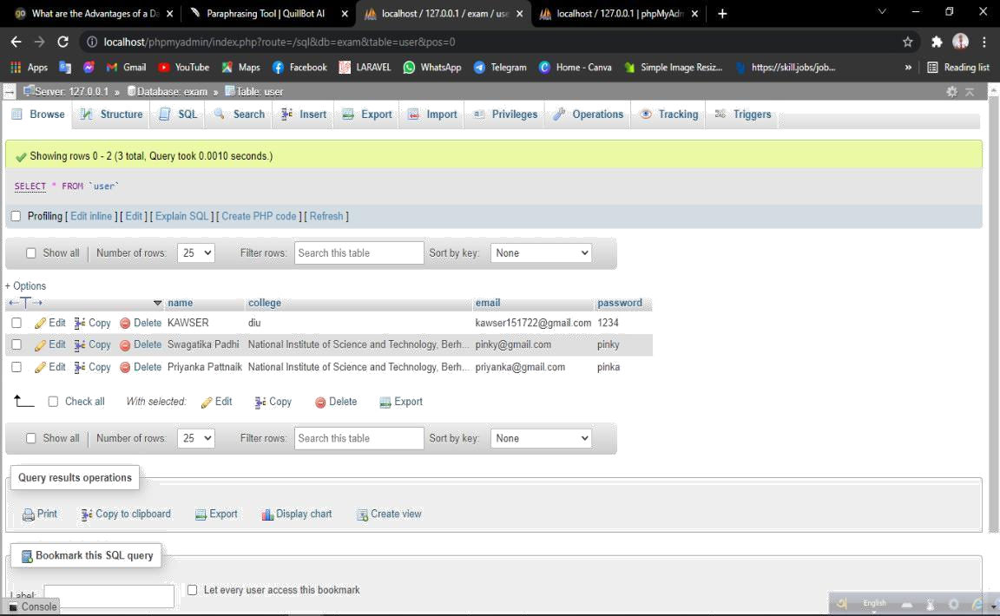 What are the Advantages of a Da
Paraphrasing Tool | QuillBot AI
localhost / 127.0.0.1 / exam / use
localhost / 127.0.0.1 | phpMyAdm
localhost/phpmyadmin/index.php?route=/sql&db=exam&table=user&pos=0
Apps Gmail YouTube Maps Facebook LARAVEL WhatsApp Telegram Home - Canva Simple Image Resiz... https://skill.jobs/job... » Reading list
Server: 127.0.0.1 » Database: exam » Table: user
Browse Structure SQL Search Insert Export Import Privileges Operations Tracking Triggers
Showing rows 0 - 2 (3 total, Query took 0.0010 seconds.)
SELECT * FROM `user`
Profiling [ Edit inline ] [ Edit ] [ Explain SQL ] [ Create PHP code ] [ Refresh ]
Show all | Number of rows: 25 Filter rows: Search this table Sort by key: None
+ Options
←T→ name college email password
Edit Copy Delete KAWSER diu kawser151722@gmail.com 1234
Edit Copy Delete Swagatika Padhi National Institute of Science and Technology, Berh... pinky@gmail.com pinky
Edit Copy Delete Priyanka Pattnaik National Institute of Science and Technology, Berh... priyanka@gmail.com pinka
Check all With selected: Edit Copy Delete Export
Show all | Number of rows: 25 Filter rows: Search this table Sort by key: None
Query results operations
Print Copy to clipboard Export Display chart Create view
Bookmark this SQL query
Label: Let every user access this bookmark
Console
English